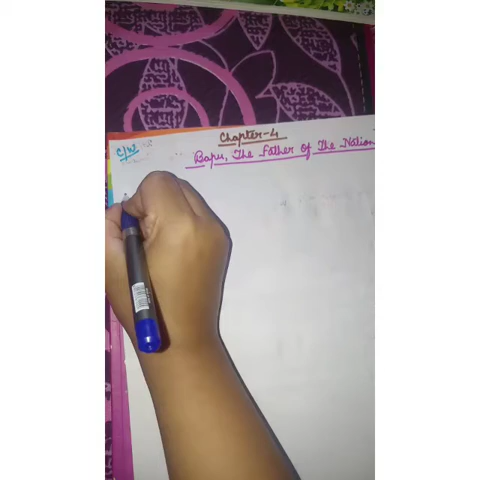 Chapter-4
C/W
Bapu, The Father Of The Nation